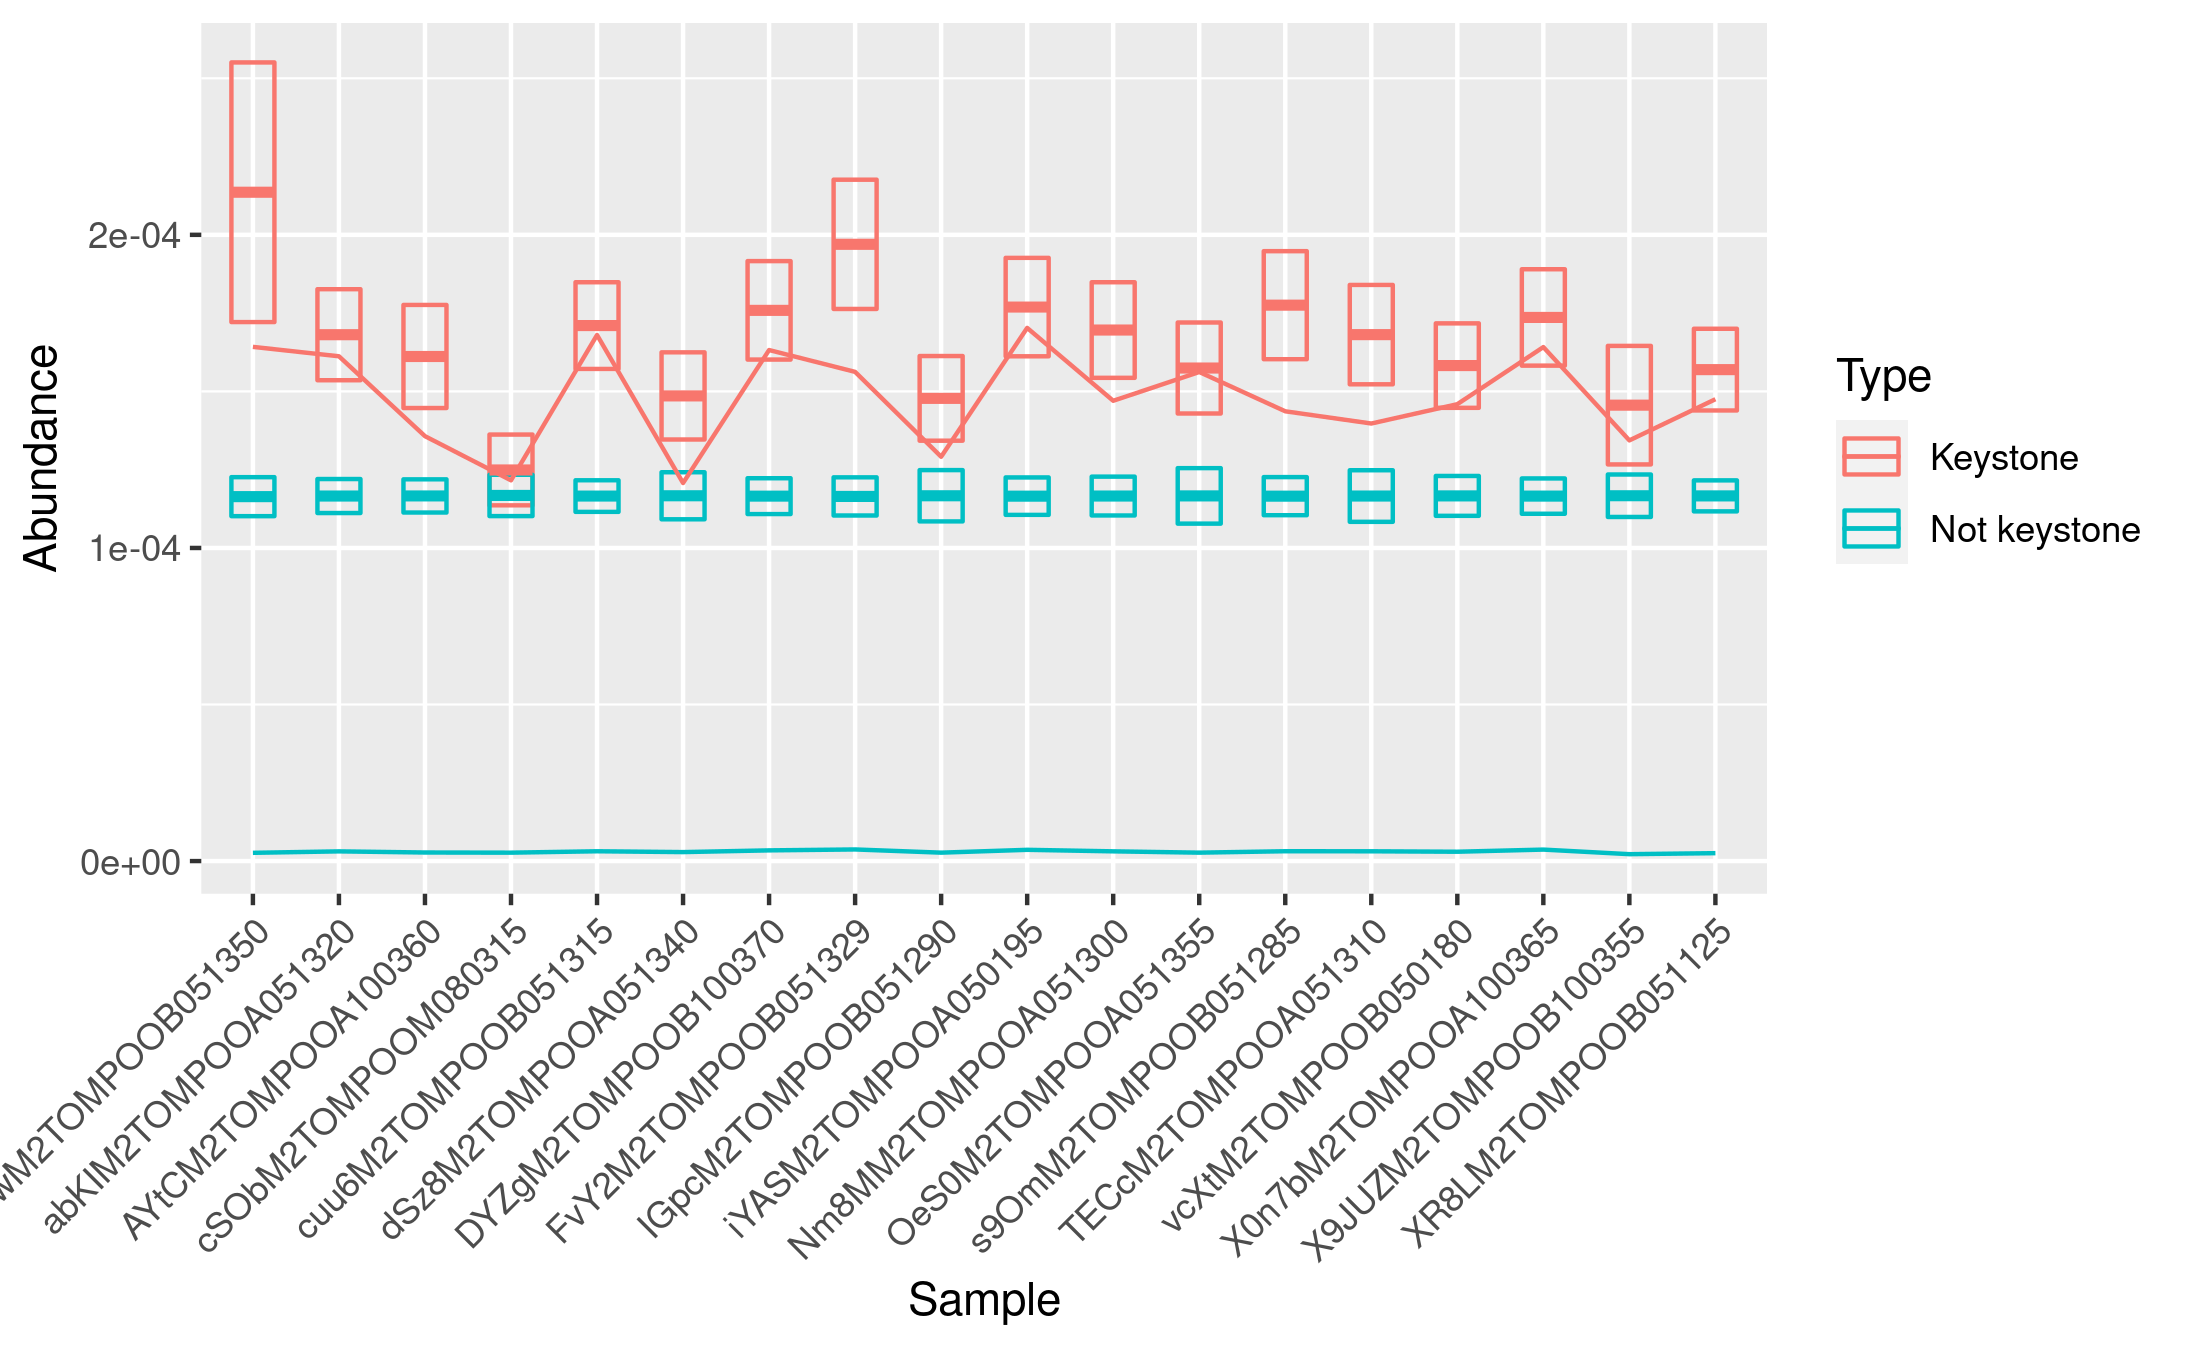 Abundance
2e-04
1e-04
0e+00
abKIM2TOMPOOA051320
AYtCM2TOMPOOA100360
cSObM2TOMPOOM080315
cuu6M2TOMPOOB051315
dSz8M2TOMPOOA051340
DYZgM2TOMPOOB100370
FvY2M2TOMPOOB051329
IGpcM2TOMPOOB051290
iYASM2TOMPOOA050195
Nm8MM2TOMPOOA051300
OeS0M2TOMPOOA051355
s9OmM2TOMPOOB051285
TECcM2TOMPOOA051310
vcXtM2TOMPOOB050180
X0n7bM2TOMPOOA100365
X9JUZM2TOMPOOB100355
XR8LM2TOMPOOB051125
Sample
Type
Keystone
Not keystone